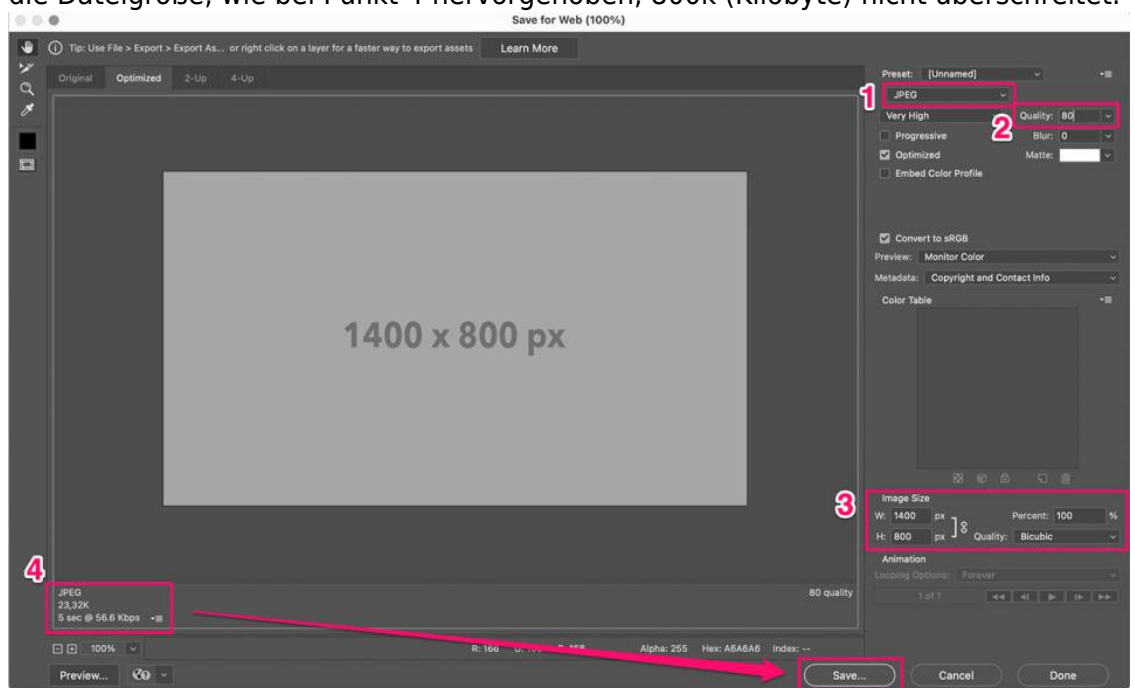 die Dateigröße, wie bei Punkt 4 hervorgehoben, 800k (Kilobyte) nicht überschreitet.
Save for Web (100%)
Tip: Use File > Export > Export As... or right click on a layer for a faster way to export assets Learn More
Original Optimized 2-Up 4-Up
Preset: [Unnamed]
1 JPEG
Very High 2 Quality: 80
Progressive Blur: 0
Optimized Matte:
Embed Color Profile
Convert to sRGB
Preview: Monitor Color
Metadata: Copyright and Contact Info
Color Table
1400 x 800 px
3 Image Size
W: 1400 px Percent: 100 %
H: 800 px Quality: Bicubic
Animation
Looping Options: Forever
1 of 1
4
JPEG 80 quality
23,32K
5 sec @ 56.6 Kbps
100% R: 166 Alpha: 255 Hex: A6A6A6 Index: --
Preview... Save... Cancel Done